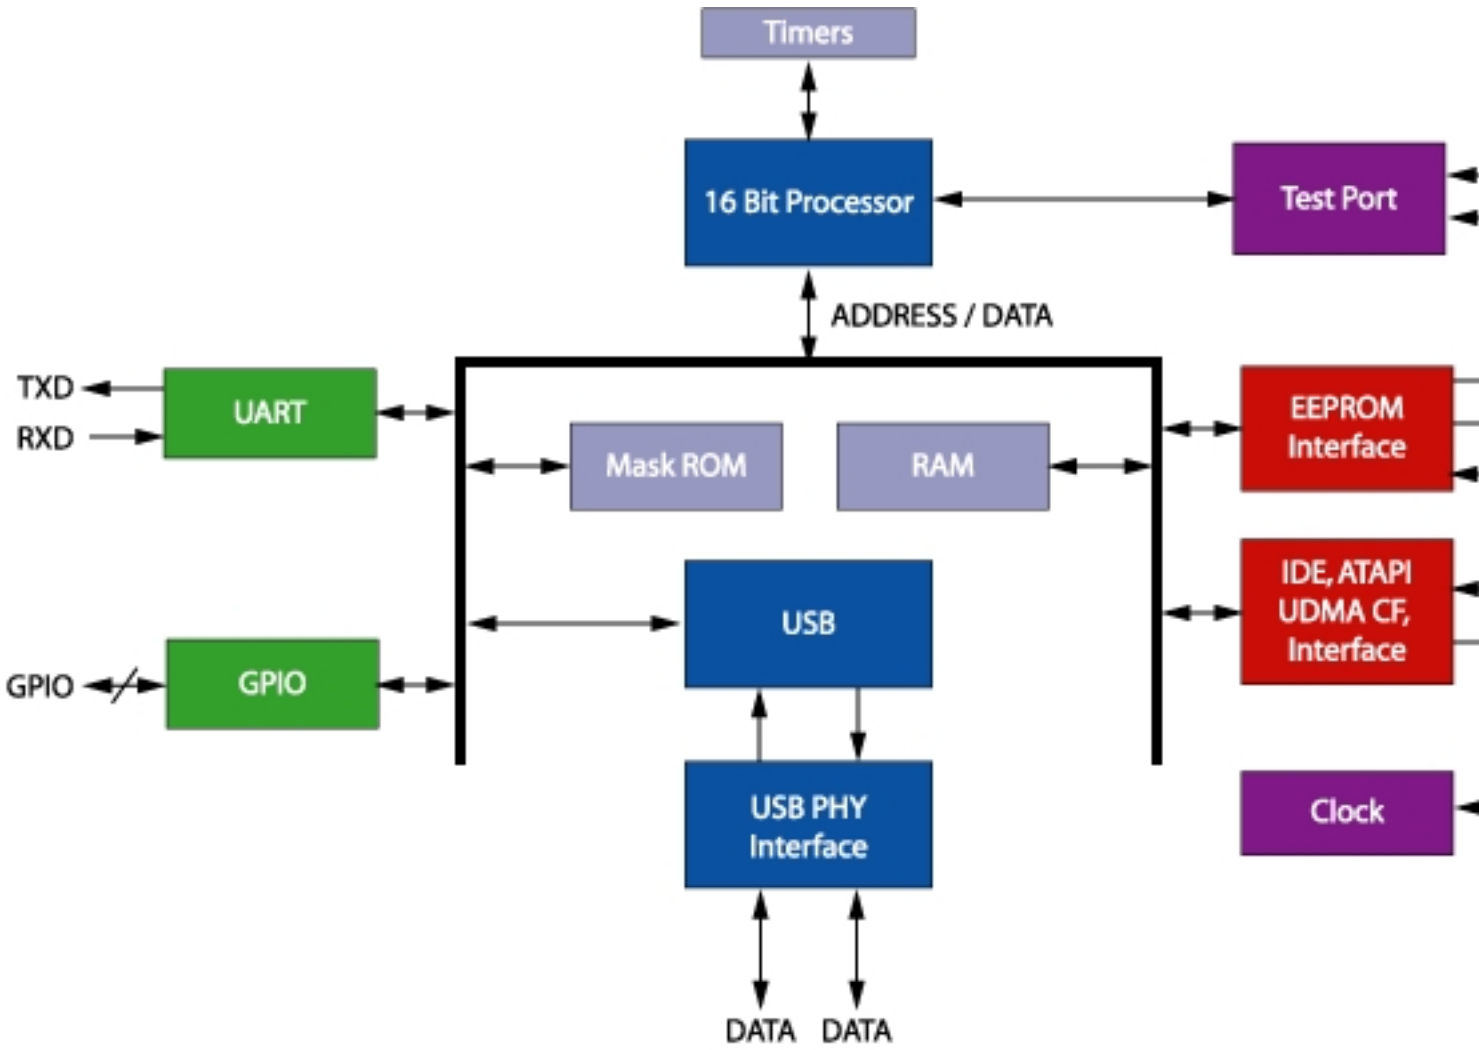 Timers
16 Bit Processor
Test Port
ADDRESS / DATA
TXD
RXD
UART
Mask ROM
RAM
EEPROM
Interface
IDE, ATAPI
UDMA CF,
Interface
USB
GPIO
GPIO
USB PHY
Interface
Clock
DATA DATA